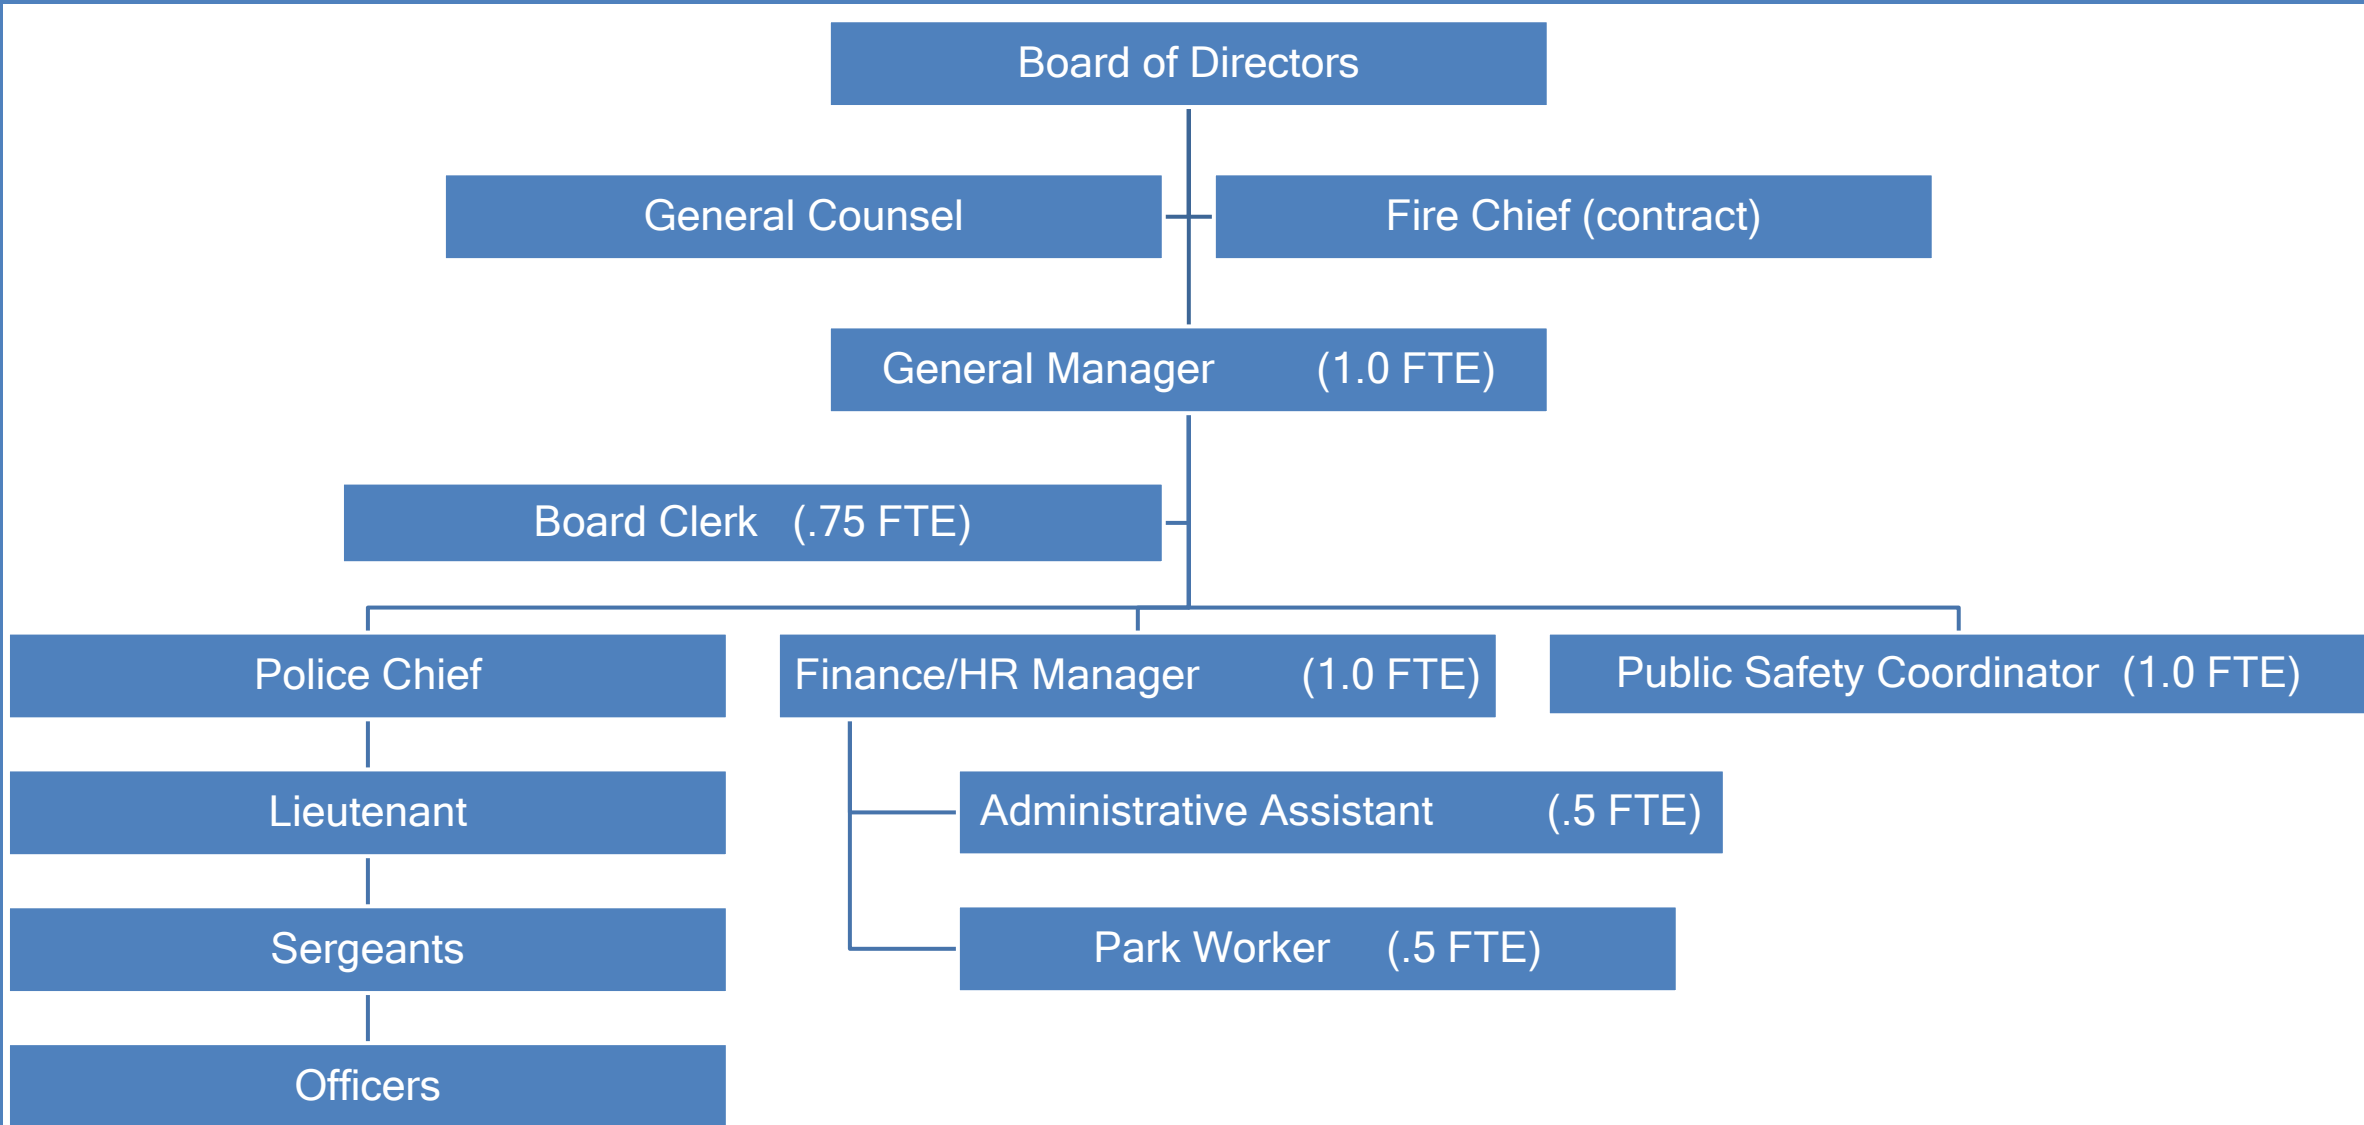 Board of Directors
General Counsel
Fire Chief (contract)
General Manager (1.0 FTE)
Board Clerk (.75 FTE)
Police Chief
Finance/HR Manager (1.0 FTE)
Public Safety Coordinator (1.0 FTE)
Lieutenant
Administrative Assistant (.5 FTE)
Sergeants
Park Worker (.5 FTE)
Officers